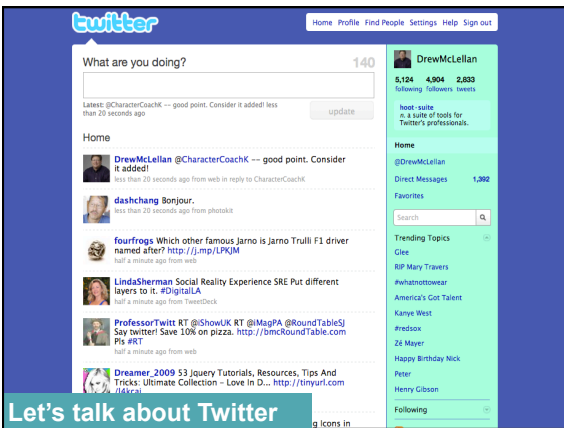 twitter
Home Profile Find People Settings Help Sign out
What are you doing? 140
Latest: @CharacterCoachK -- good point. Consider it added! less
than 20 seconds ago
update
Home
DrewMcLellan @CharacterCoachK -- good point. Consider
it added!
less than 20 seconds ago from web in reply to CharacterCoachK
dashchang Bonjour.
less than 20 seconds ago from photokit
fourfrogs Which other famous Jarno is Jarno Trulli F1 driver
named after? http://j.mp/LPKJM
half a minute ago from web
LindaSherman Social Reality Experience SRE Put different
layers to it. #DigitalLA
half a minute ago from TweetDeck
ProfessorTwitt RT @iShowUK RT @iMagPA @RoundTableSJ
Say twitter! Save 10% on pizza. http://bmcRoundTable.com
Pls #RT
half a minute ago from web
Dreamer_2009 53 Jquery Tutorials, Resources, Tips And
Tricks: Ultimate Collection - Love In D... http://tinyurl.com
g Icons in
DrewMcLellan
5,124 4,904 2,833
following followers tweets
hoot·suite
n. a suite of tools for
Twitter's professionals.
Home
@DrewMcLellan
Direct Messages 1,392
Favorites
Search
Trending Topics
Glee
RIP Mary Travers
#whatnottowear
America's Got Talent
Kanye West
#redsox
Zé Mayer
Happy Birthday Nick
Peter
Henry Gibson
Following
Let's talk about Twitter